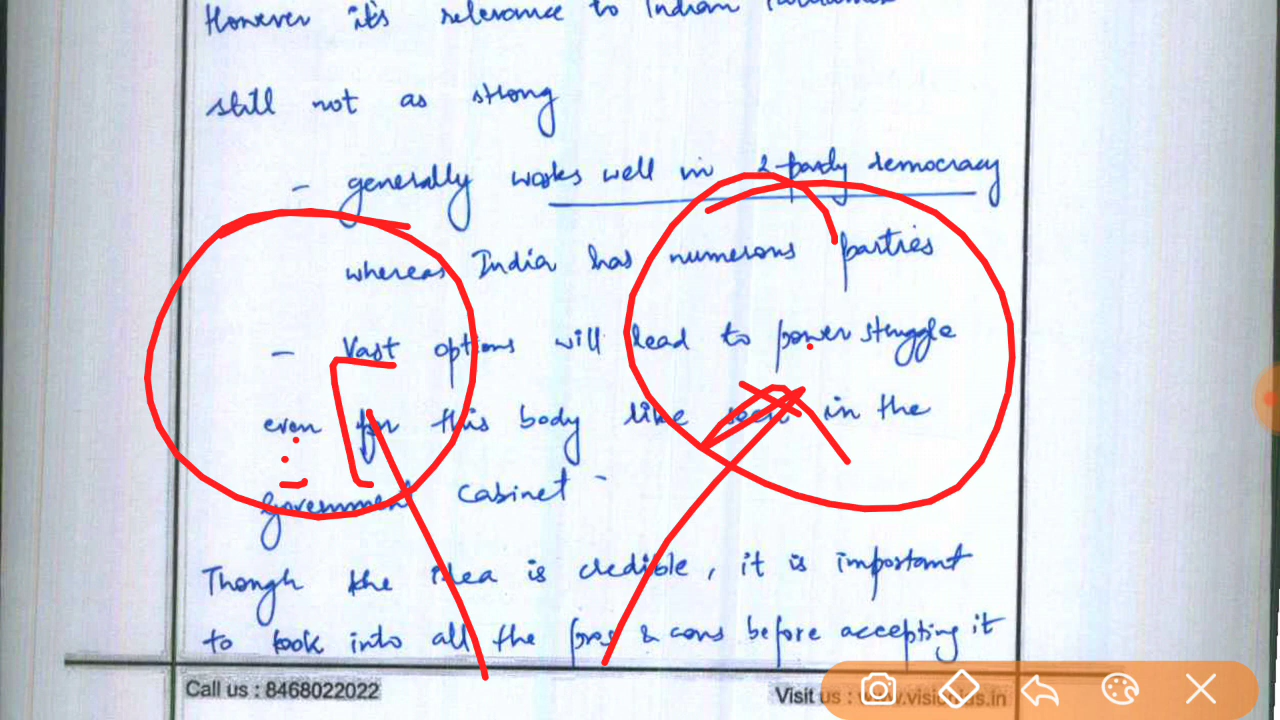 However it's relevance to Indian
still not as strong
- generally works well in 2 party democracy
whereas India has numerous parties
- Vast options will lead to power struggle
even for this body like seen in the
government cabinet
Though the idea is credible, it is important
to look into all the pros & cons before accepting it
Call us : 8468022022
Visit us : www.visionias.in